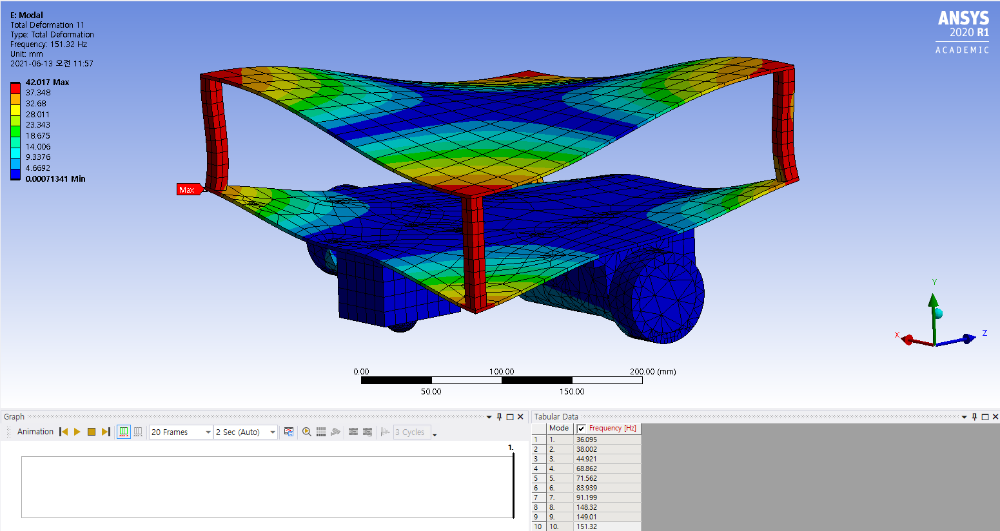 E: Modal
Total Deformation 11
Type: Total Deformation
Frequency: 151.32 Hz
Unit: mm
2021-06-13 오전 11:57
42.017 Max
37.348
32.68
28.011
23.343
18.675
14.006
9.3376
4.6692
0.00071341 Min
ANSYS
2020 R1
ACADEMIC
Max
Y
X
Z
0.00 100.00 200.00 (mm)
50.00 150.00
Graph
Animation 20 Frames 2 Sec (Auto) 3 Cycles
1.
Tabular Data
Mode Frequency [Hz]
1 1. 36.095
2 2. 38.002
3 3. 44.921
4 4. 68.862
5 5. 71.562
6 6. 83.939
7 7. 91.199
8 8. 148.32
9 9. 149.01
10 10. 151.32